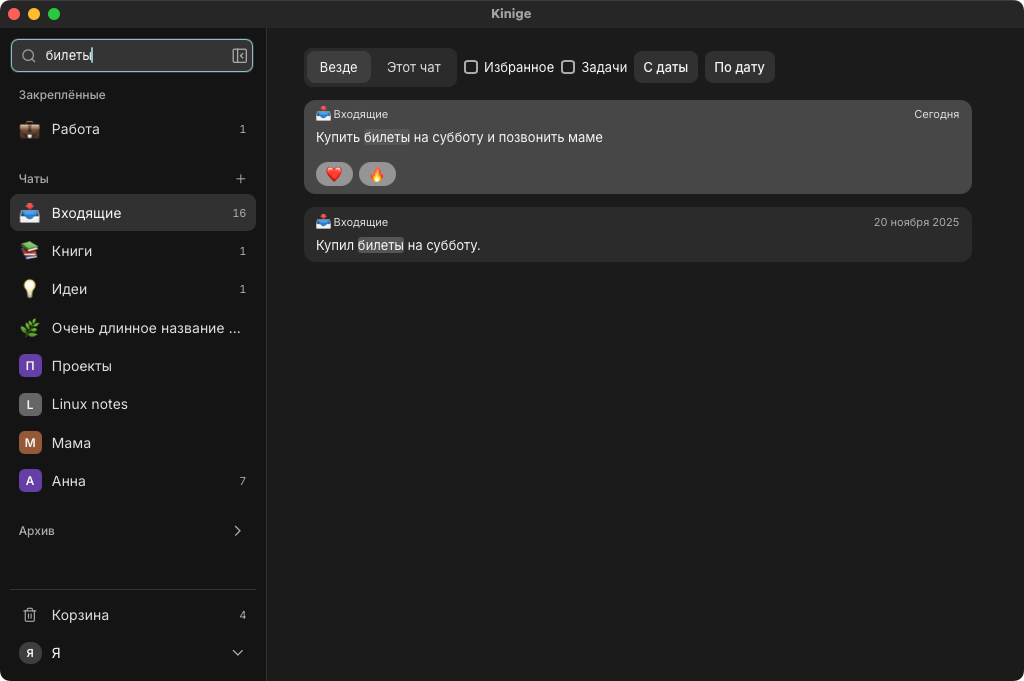 Kinige
билеты
Закреплённые
Работа 1
Чаты
Входящие 16
Книги 1
Идеи 1
Очень длинное название ...
П Проекты
L Linux notes
М Мама
А Анна 7
Архив
Корзина 4
Я Я
Везде Этот чат Избранное Задачи С даты По дату
Входящие Сегодня
Купить билеты на субботу и позвонить маме
Входящие 20 ноября 2025
Купил билеты на субботу.